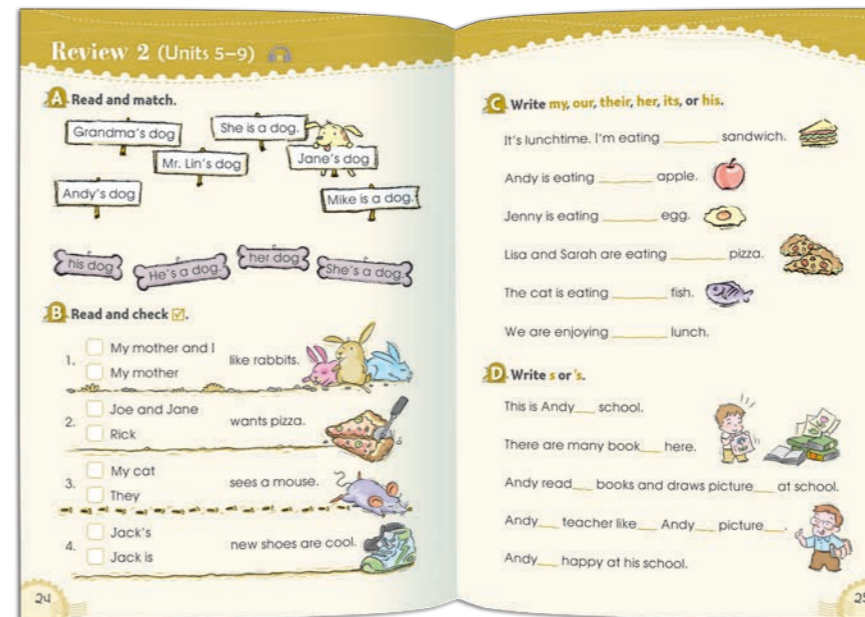 Review 2 (Units 5–9)
A Read and match.
Grandma's dog
She is a dog.
Mr. Lin's dog
Jane's dog
Andy's dog
Mike is a dog.
his dog
He's a dog.
her dog
She's a dog.
B Read and check ☑.
1. My mother and I
My mother
like rabbits.
2. Joe and Jane
Rick
wants pizza.
3. My cat
They
sees a mouse.
4. Jack's
Jack is
new shoes are cool.
24
C Write my, our, their, her, its, or his.
It's lunchtime. I'm eating ________ sandwich.
Andy is eating ________ apple.
Jenny is eating ________ egg.
Lisa and Sarah are eating ________ pizza.
The cat is eating ________ fish.
We are enjoying ________ lunch.
D Write s or 's.
This is Andy___ school.
There are many book___ here.
Andy read___ books and draws picture___ at school.
Andy___ teacher like___ Andy___ picture___.
Andy___ happy at his school.